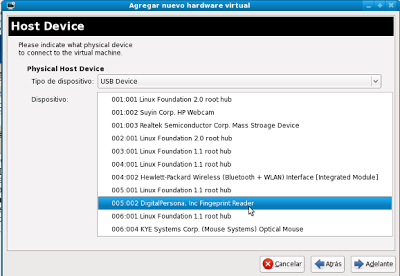 Agregar nuevo hardware virtual
Host Device
Please indicate what physical device
to connect to the virtual machine.
Physical Host Device
Tipo de dispositivo: USB Device
Dispositivo:
001:001 Linux Foundation 2.0 root hub
001:002 Suyin Corp. HP Webcam
001:003 Realtek Semiconductor Corp. Mass Stroage Device
002:001 Linux Foundation 2.0 root hub
003:001 Linux Foundation 1.1 root hub
004:001 Linux Foundation 1.1 root hub
004:002 Hewlett-Packard Wireless (Bluetooth + WLAN) Interface [Integrated Module]
005:001 Linux Foundation 1.1 root hub
005:002 DigitalPersona, Inc Fingerprint Reader
006:001 Linux Foundation 1.1 root hub
006:004 KYE Systems Corp. (Mouse Systems) Optical Mouse
Cancelar Atrás Adelante